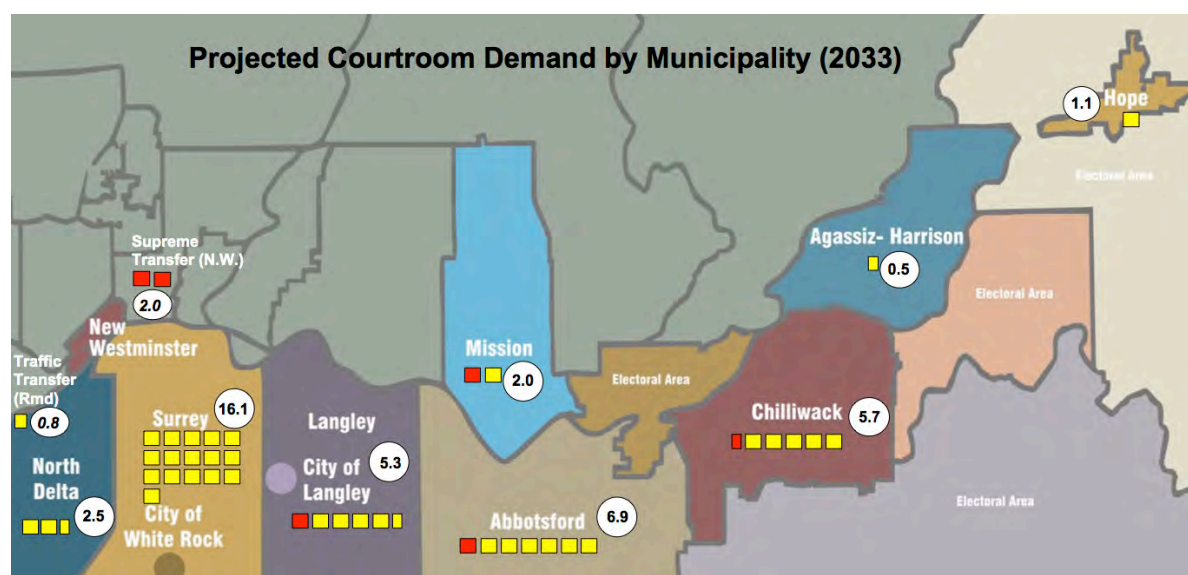 Projected Courtroom Demand by Municipality (2033)
1.1
Hope
Electoral Area
Agassiz- Harrison
0.5
Electoral Area
Supreme
Transfer (N.W.)
2.0
New
Westminster
Traffic
Transfer
(Rmd)
0.8
Mission
2.0
Electoral Area
Chilliwack
5.7
Surrey
16.1
Langley
City of
Langley
5.3
North
Delta
2.5
City of
White Rock
Abbotsford
6.9
Electoral Area